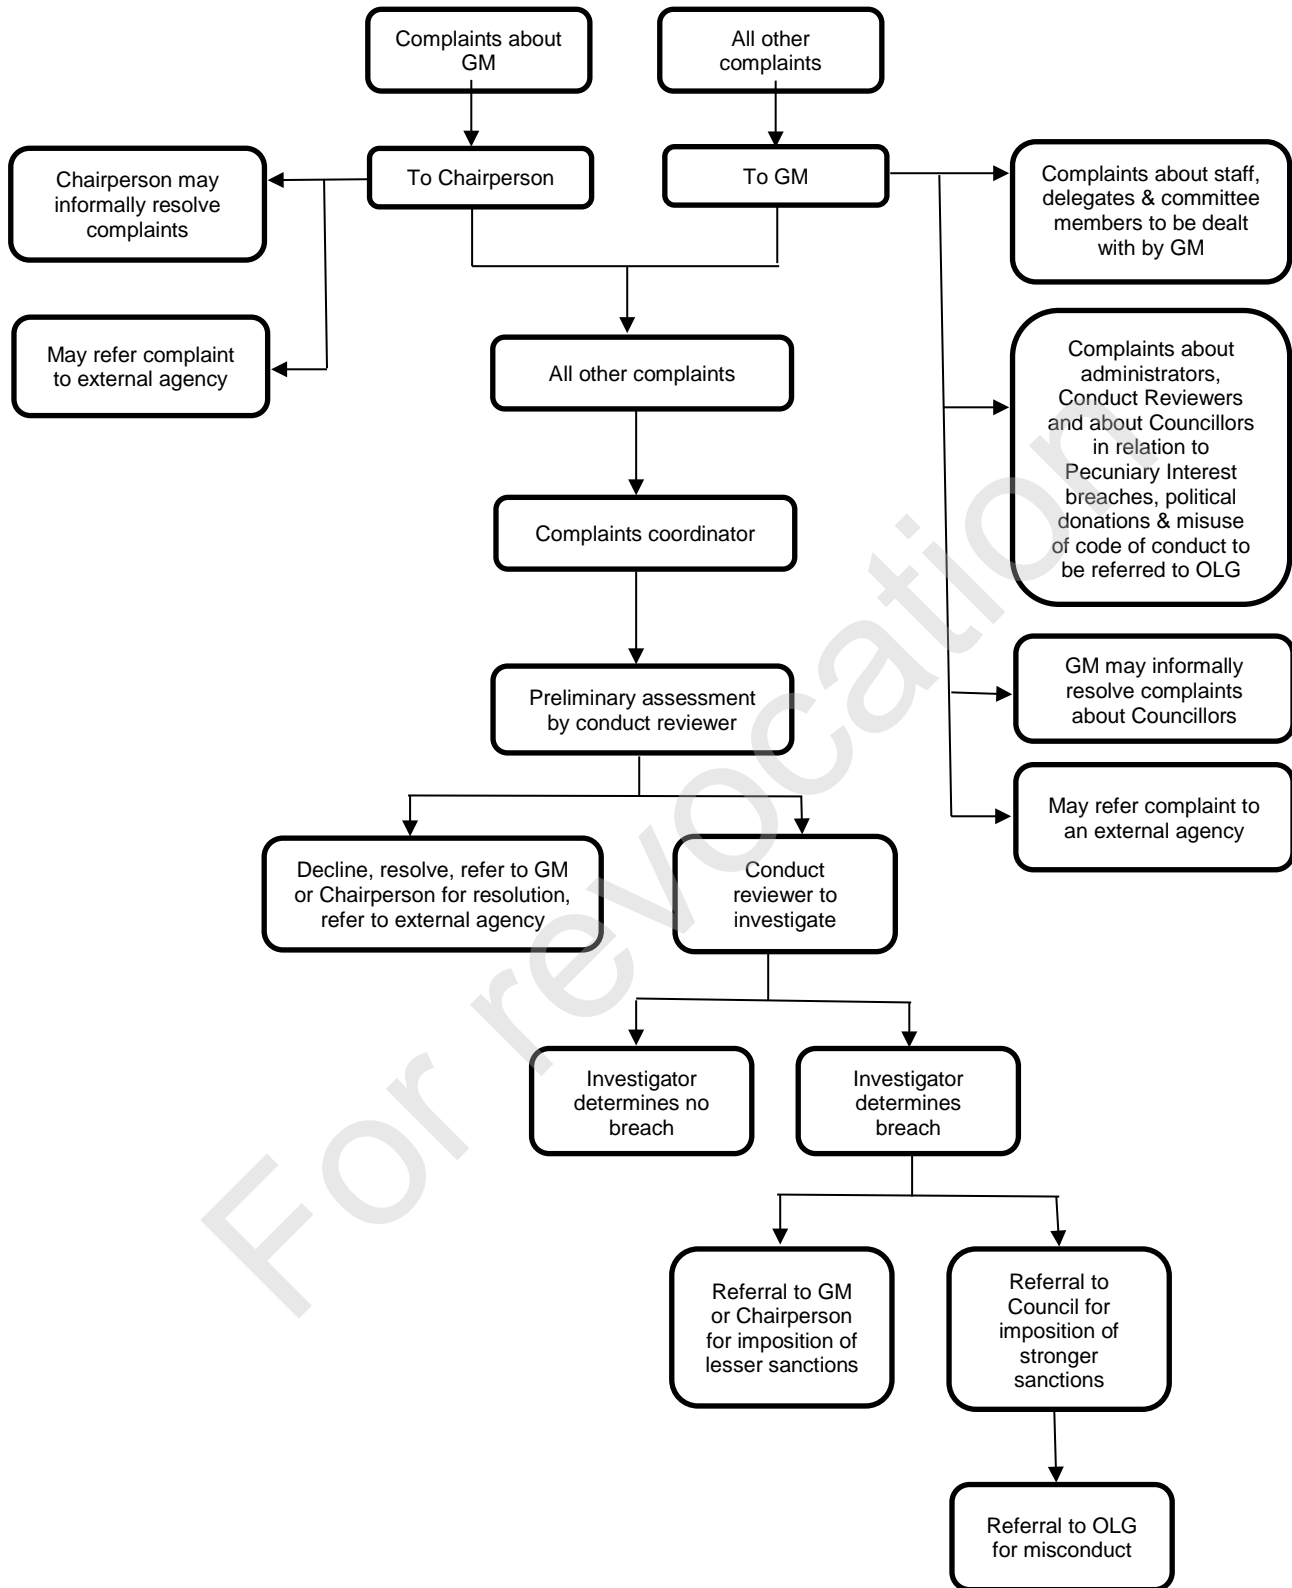 Complaints about
GM
All other
complaints
To Chairperson
To GM
Chairperson may
informally resolve
complaints
May refer complaint
to external agency
Complaints about staff,
delegates & committee
members to be dealt
with by GM
Complaints about
administrators,
Conduct Reviewers
and about Councillors
in relation to
Pecuniary Interest
breaches, political
donations & misuse
of code of conduct to
be referred to OLG
GM may informally
resolve complaints
about Councillors
May refer complaint to
an external agency
All other complaints
Complaints coordinator
Preliminary assessment
by conduct reviewer
Decline, resolve, refer to GM
or Chairperson for resolution,
refer to external agency
Conduct
reviewer to
investigate
Investigator
determines no
breach
Investigator
determines
breach
Referral to GM
or Chairperson
for imposition of
lesser sanctions
Referral to
Council for
imposition of
stronger
sanctions
Referral to OLG
for misconduct
For revocation